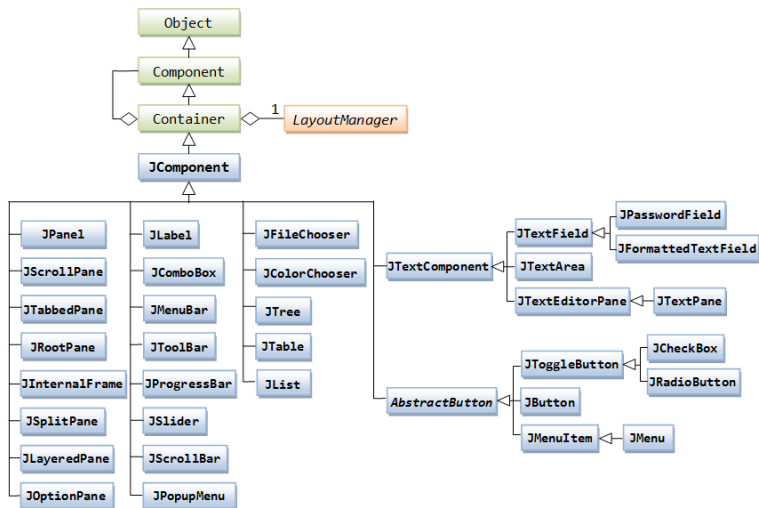 Object
Component
Container
1
LayoutManager
JComponent
JPanel
JScrollPane
JTabbedPane
JRootPane
JInternalFrame
JSplitPane
JLayeredPane
JOptionPane
JLabel
JComboBox
JMenuBar
JToolBar
JProgressBar
JSlider
JScrollBar
JPopupMenu
JFileChooser
JColorChooser
JTree
JTable
JList
JTextComponent
JTextField
JPasswordField
JFormattedTextField
JTextArea
JTextEditorPane
JTextPane
AbstractButton
JToggleButton
JCheckBox
JRadioButton
JButton
JMenuItem
JMenu